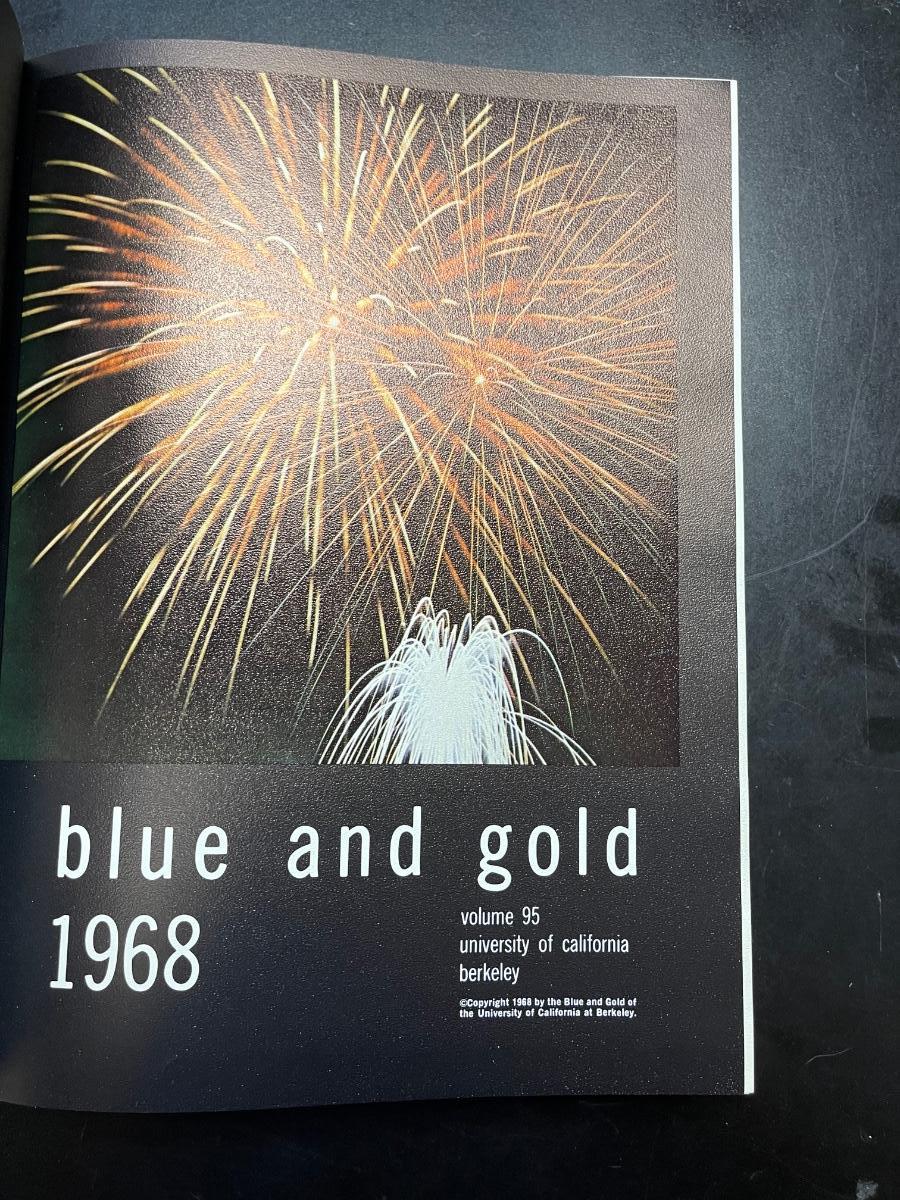 blue and gold
1968
volume 95
university of california
berkeley
©Copyright 1968 by the Blue and Gold of
the University of California at Berkeley.